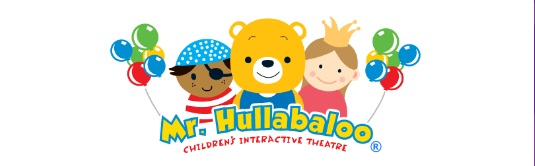 Mr. Hullabaloo®
CHILDREN'S INTERACTIVE THEATRE